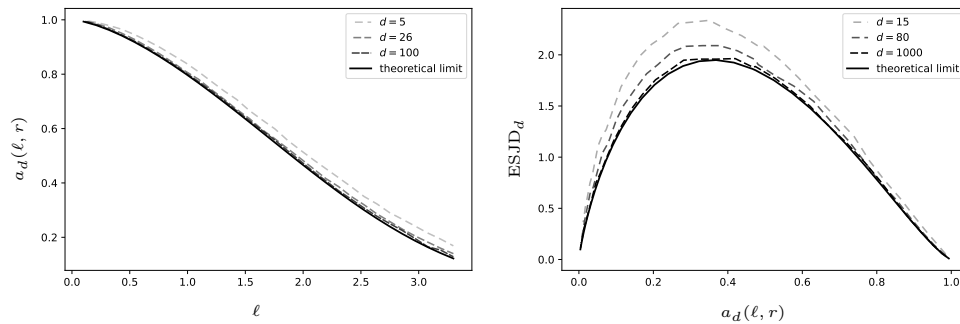 1.0
0.8
0.6
0.4
0.2
a_d(ℓ, r)
0.0 0.5 1.0 1.5 2.0 2.5 3.0
ℓ
d = 5
d = 26
d = 100
theoretical limit
2.0
1.5
1.0
0.5
0.0
ESJD_d
0.0 0.2 0.4 0.6 0.8 1.0
a_d(ℓ, r)
d = 15
d = 80
d = 1000
theoretical limit